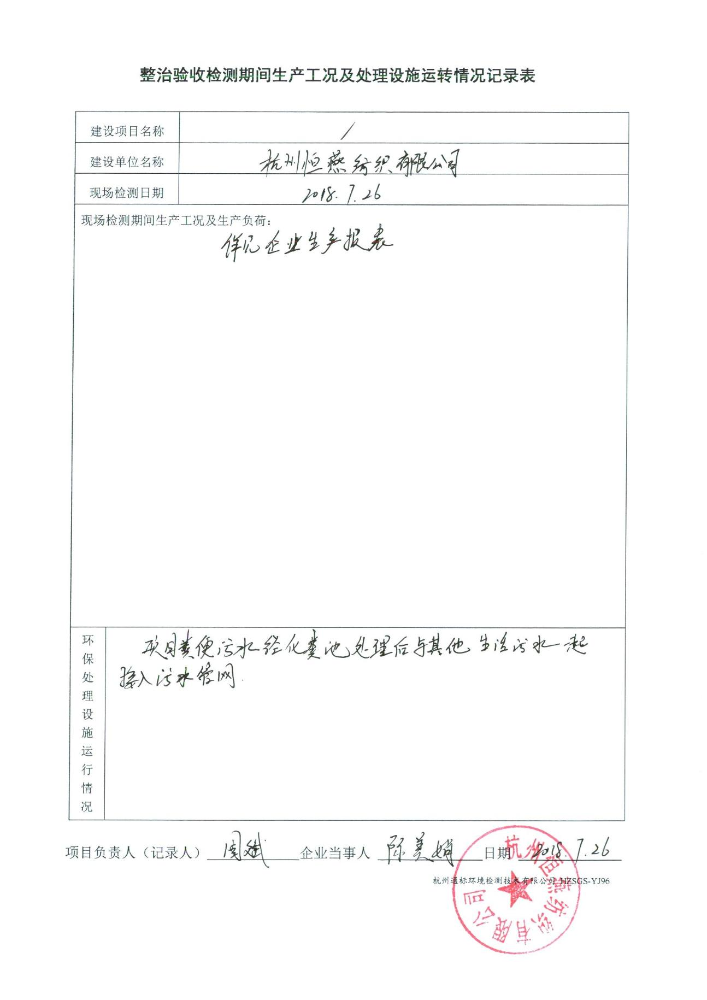 整治验收检测期间生产工况及处理设施运转情况记录表
建设项目名称 /
建设单位名称 杭州恒燕纺织有限公司
现场检测日期 2018.7.26
现场检测期间生产工况及生产负荷：
详见企业生产报表
环保处理设施运行情况
项目粪便污水经化粪池处理后与其他生活污水一起
接入污水管网.
项目负责人（记录人） 周斌 企业当事人 陈美娟 日期 2018.7.26
杭州通标环境检测技术有限公司 HZSGS-YJ96
杭州恒燕纺织有限公司